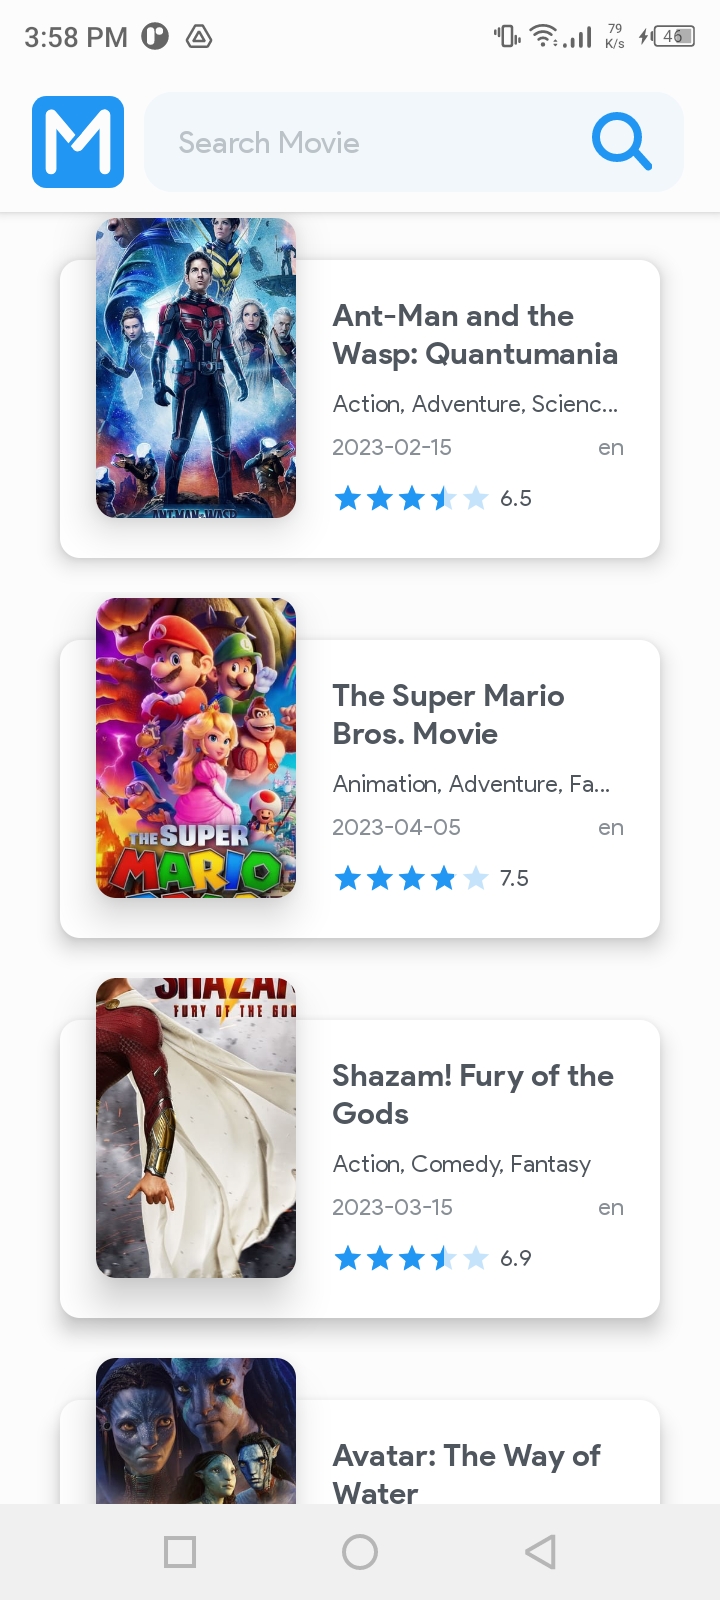 3:58 PM
79
K/s
46
M
Search Movie
ANT-MAN AND WASP
Ant-Man and the
Wasp: Quantumania
Action, Adventure, Scienc...
2023-02-15 en
6.5
THE SUPER
MARIO
The Super Mario
Bros. Movie
Animation, Adventure, Fa...
2023-04-05 en
7.5
SHAZAM
FURY OF THE GOD
Shazam! Fury of the
Gods
Action, Comedy, Fantasy
2023-03-15 en
6.9
Avatar: The Way of
Water